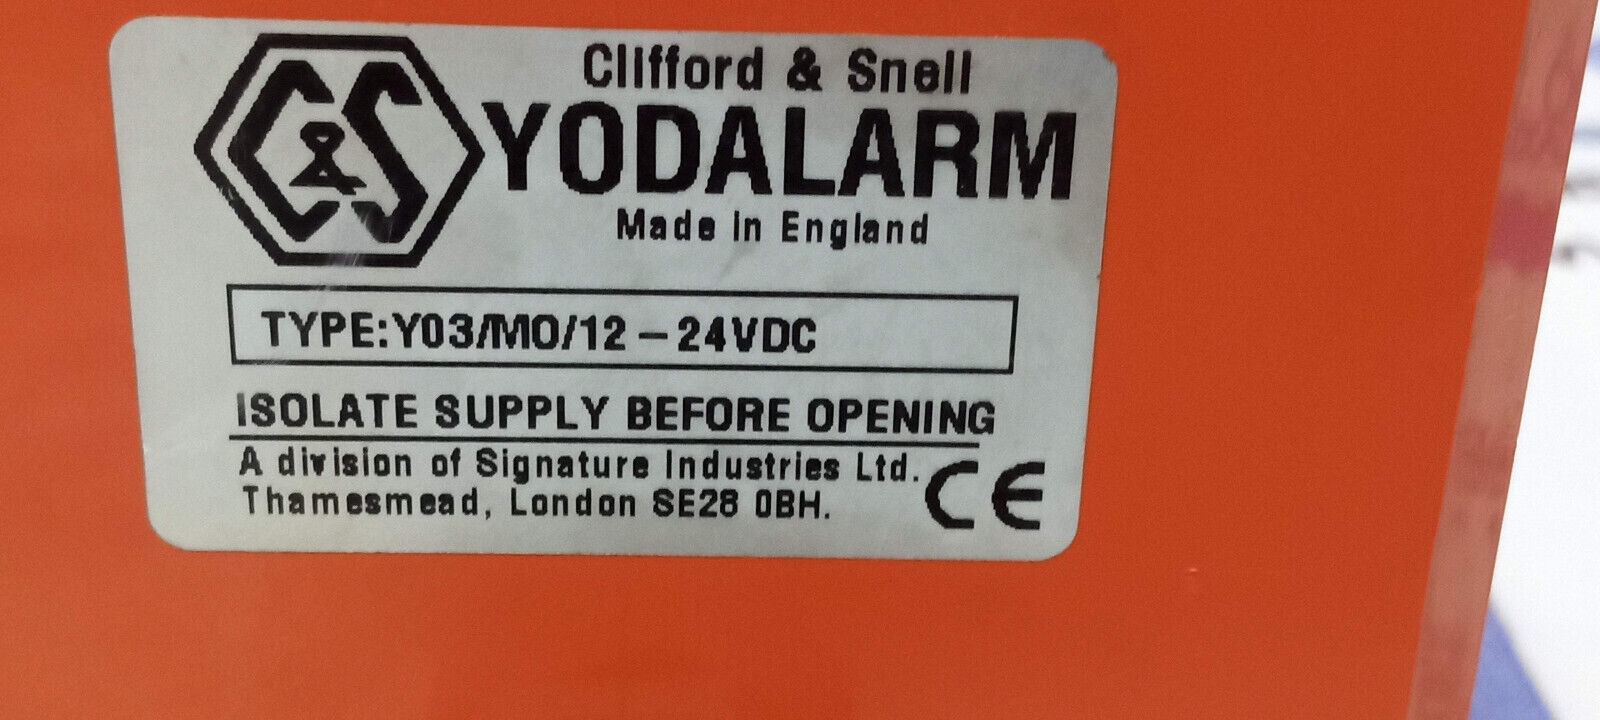 C&S
Clifford & Snell
YODALARM
Made in England
TYPE:Y03/MO/12-24VDC
ISOLATE SUPPLY BEFORE OPENING
A division of Signature Industries Ltd.
Thamesmead, London SE28 0BH.
CE